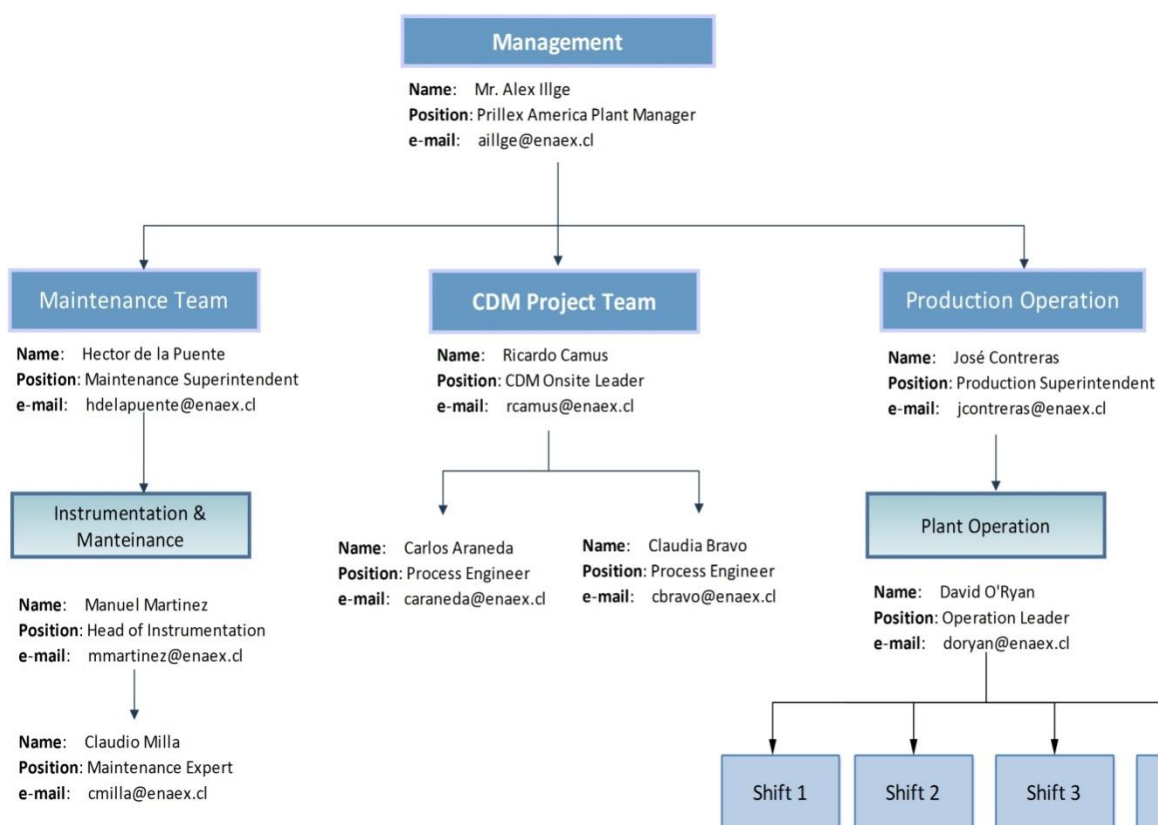 Management
Name: Mr. Alex Illge
Position: Prillex America Plant Manager
e-mail: aillge@enaex.cl
Maintenance Team
Name: Hector de la Puente
Position: Maintenance Superintendent
e-mail: hdelapuente@enaex.cl
CDM Project Team
Name: Ricardo Camus
Position: CDM Onsite Leader
e-mail: rcamus@enaex.cl
Production Operation
Name: José Contreras
Position: Production Superintendent
e-mail: jcontreras@enaex.cl
Instrumentation &
Manteinance
Name: Manuel Martinez
Position: Head of Instrumentation
e-mail: mmartinez@enaex.cl
Name: Claudio Milla
Position: Maintenance Expert
e-mail: cmilla@enaex.cl
Name: Carlos Araneda
Position: Process Engineer
e-mail: caraneda@enaex.cl
Name: Claudia Bravo
Position: Process Engineer
e-mail: cbravo@enaex.cl
Plant Operation
Name: David O'Ryan
Position: Operation Leader
e-mail: doryan@enaex.cl
Shift 1
Shift 2
Shift 3